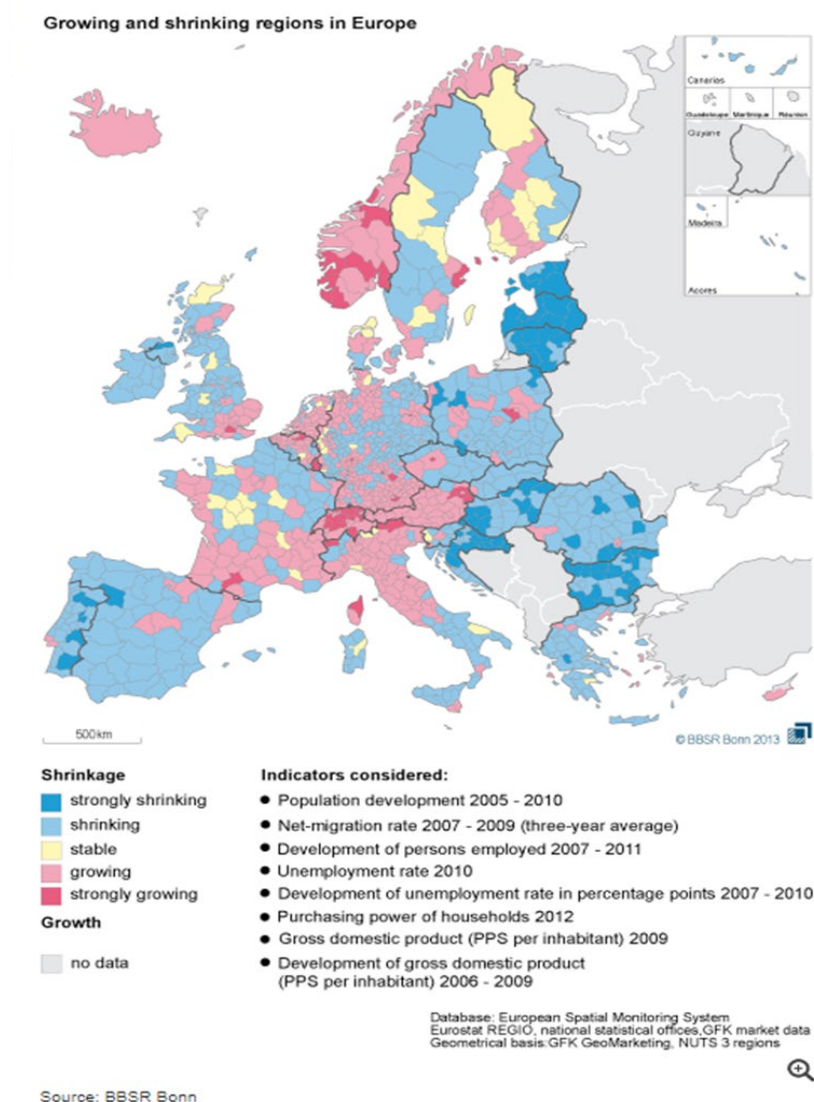 Growing and shrinking regions in Europe
Canarias
Guadeloupe Martinique Réunion
Guyane
Madeira
Acores
500km
© BBSR Bonn 2013
Shrinkage
strongly shrinking
shrinking
stable
growing
strongly growing
Growth
no data
Indicators considered:
● Population development 2005 - 2010
● Net-migration rate 2007 - 2009 (three-year average)
● Development of persons employed 2007 - 2011
● Unemployment rate 2010
● Development of unemployment rate in percentage points 2007 - 2010
● Purchasing power of households 2012
● Gross domestic product (PPS per inhabitant) 2009
● Development of gross domestic product
(PPS per inhabitant) 2006 - 2009
Database: European Spatial Monitoring System
Eurostat REGIO, national statistical offices,GFK market data
Geometrical basis:GFK GeoMarketing, NUTS 3 regions
Source: BBSR Bonn